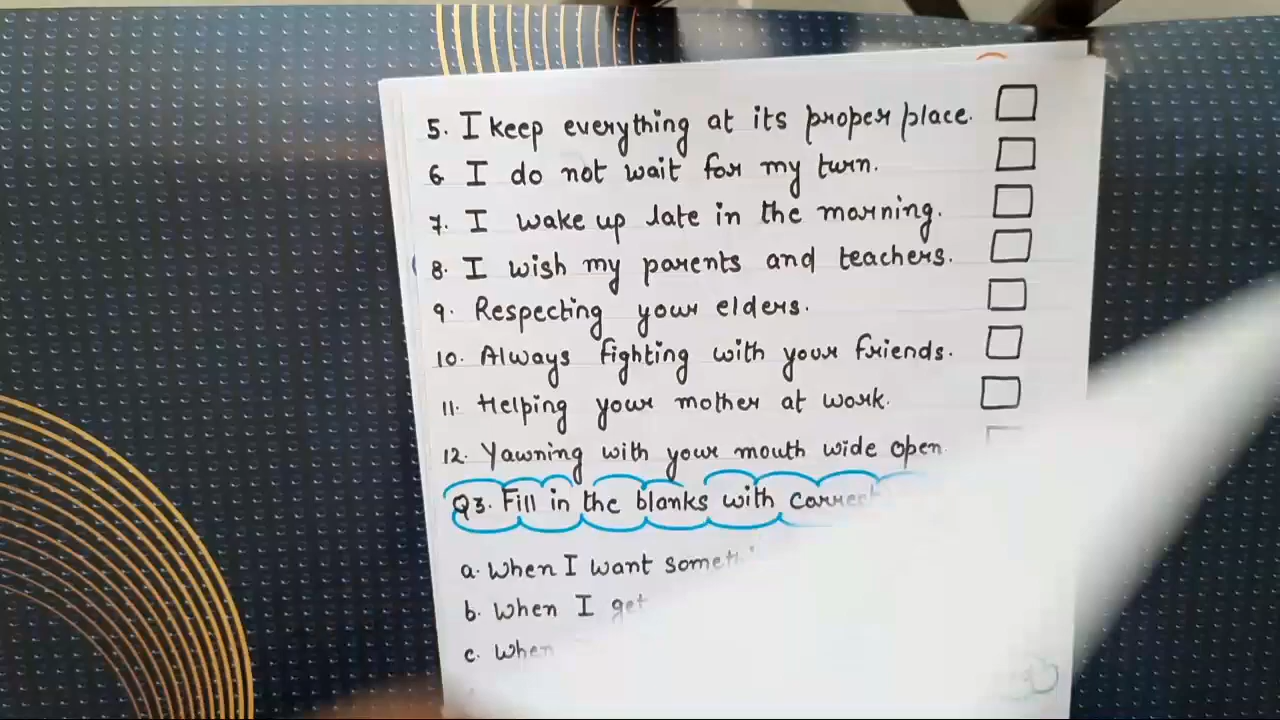 5. I keep everything at its proper place.
6 I do not wait for my turn.
7. I wake up late in the morning.
8. I wish my parents and teachers.
9. Respecting your elders.
10. Always fighting with your friends.
11. Helping your mother at work.
12. Yawning with your mouth wide open
Q3. Fill in the blanks with correct
a. When I want
b. When I get
c. When